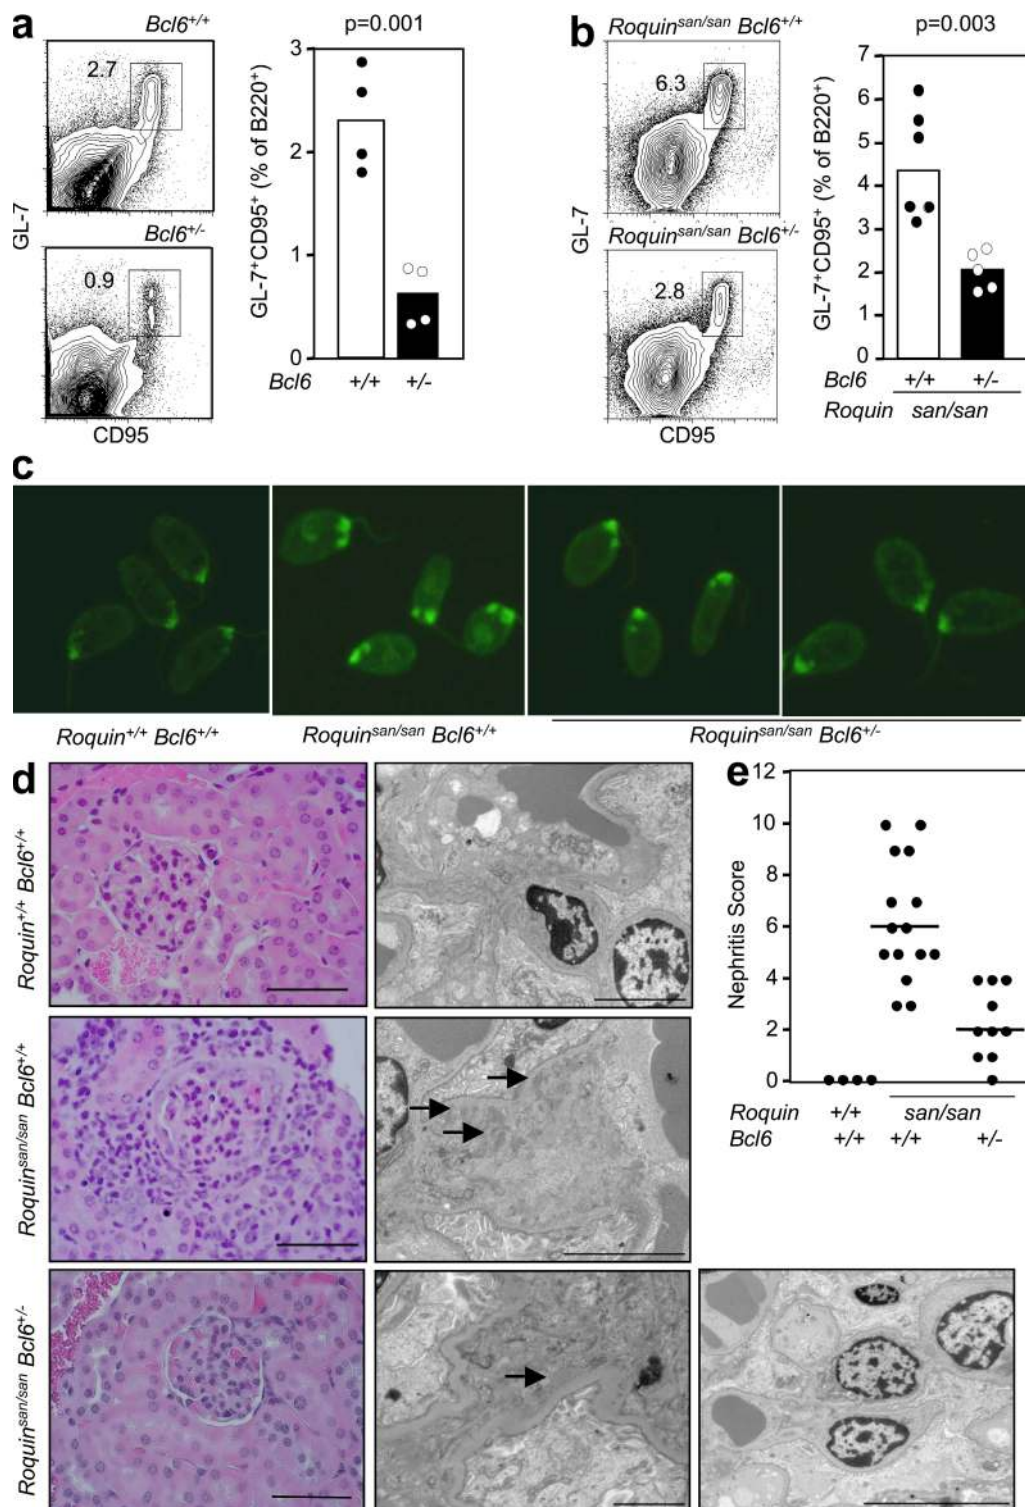 a
Bcl6+/+
2.7
Bcl6+/-
0.9
GL-7
CD95
p=0.001
GL-7+CD95+ (% of B220+)
3
2
1
0
Bcl6 +/+ +/-
b
Roquinsan/san Bcl6+/+
6.3
Roquinsan/san Bcl6+/-
2.8
GL-7
CD95
p=0.003
GL-7+CD95+ (% of B220+)
7
6
5
4
3
2
1
0
Bcl6 +/+ +/-
Roquin san/san
c
Roquin+/+ Bcl6+/+
Roquinsan/san Bcl6+/+
Roquinsan/san Bcl6+/-
d
Roquin+/+ Bcl6+/+
Roquinsan/san Bcl6+/+
Roquinsan/san Bcl6+/-
e
Nephritis Score
12
10
8
6
4
2
0
Roquin +/+ san/san
Bcl6 +/+ +/+ +/-